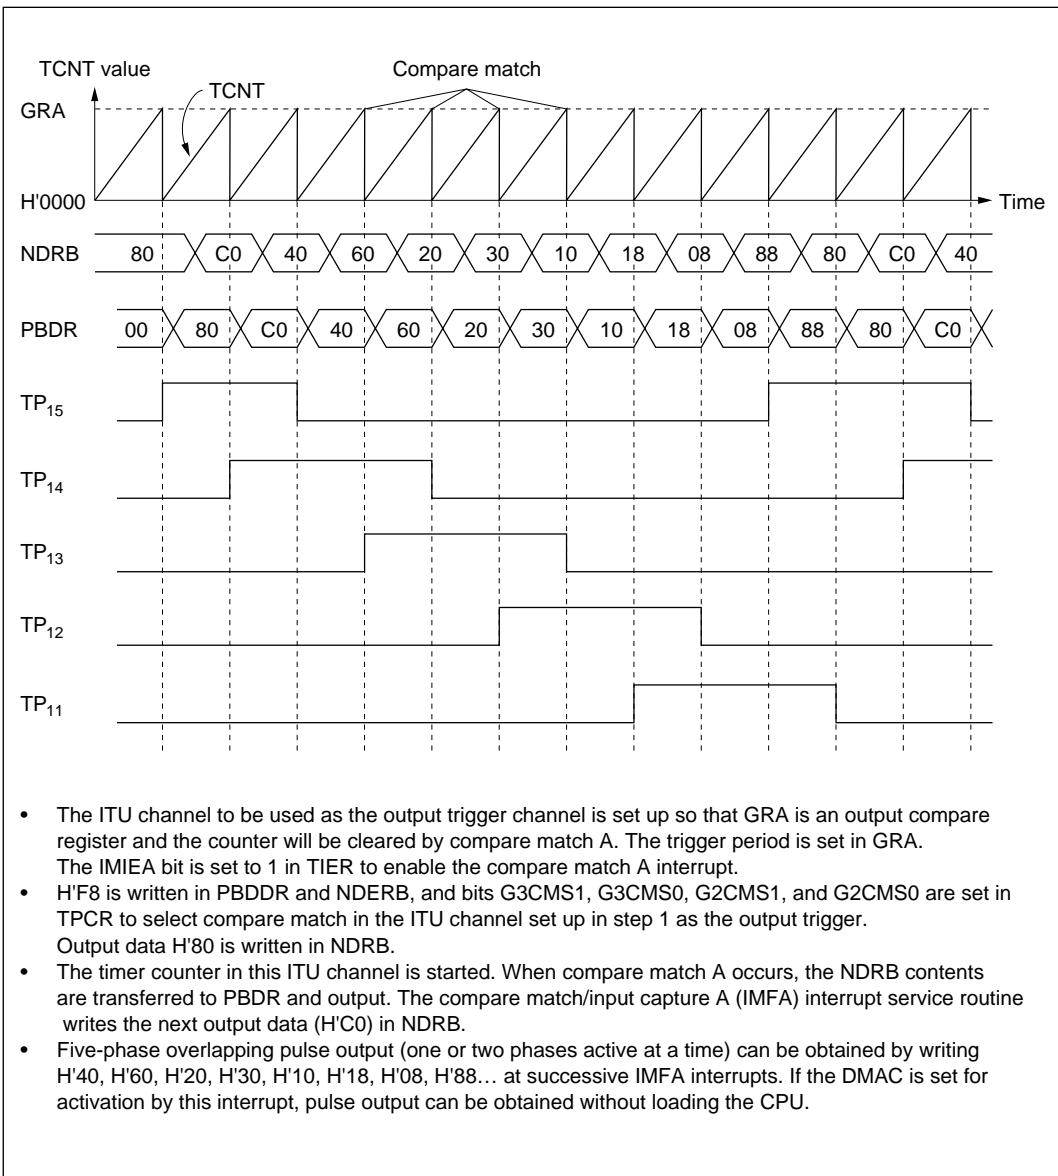 TCNT value
Compare match
TCNT
GRA
H'0000
Time
NDRB 80 C0 40 60 20 30 10 18 08 88 80 C0 40
PBDR 00 80 C0 40 60 20 30 10 18 08 88 80 C0
TP15
TP14
TP13
TP12
TP11
• The ITU channel to be used as the output trigger channel is set up so that GRA is an output compare
register and the counter will be cleared by compare match A. The trigger period is set in GRA.
The IMIEA bit is set to 1 in TIER to enable the compare match A interrupt.
• H'F8 is written in PBDDR and NDERB, and bits G3CMS1, G3CMS0, G2CMS1, and G2CMS0 are set in
TPCR to select compare match in the ITU channel set up in step 1 as the output trigger.
Output data H'80 is written in NDRB.
• The timer counter in this ITU channel is started. When compare match A occurs, the NDRB contents
are transferred to PBDR and output. The compare match/input capture A (IMFA) interrupt service routine
writes the next output data (H'C0) in NDRB.
• Five-phase overlapping pulse output (one or two phases active at a time) can be obtained by writing
H'40, H'60, H'20, H'30, H'10, H'18, H'08, H'88… at successive IMFA interrupts. If the DMAC is set for
activation by this interrupt, pulse output can be obtained without loading the CPU.